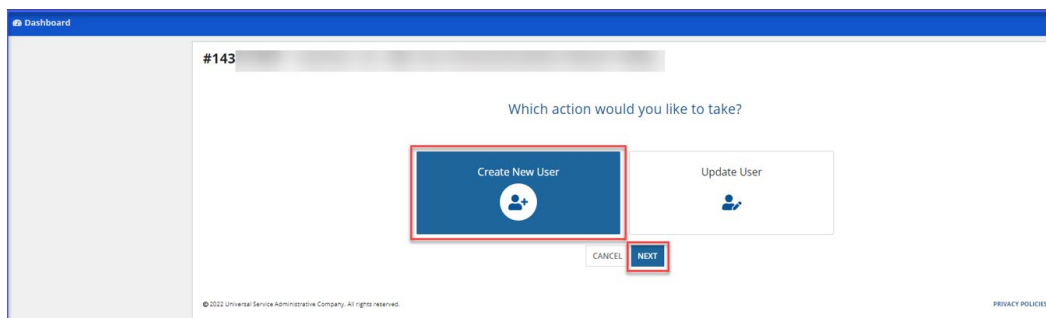 Dashboard
#143
Which action would you like to take?
Create New User
Update User
CANCEL NEXT
© 2022 Universal Service Administrative Company. All rights reserved.
PRIVACY POLICIES